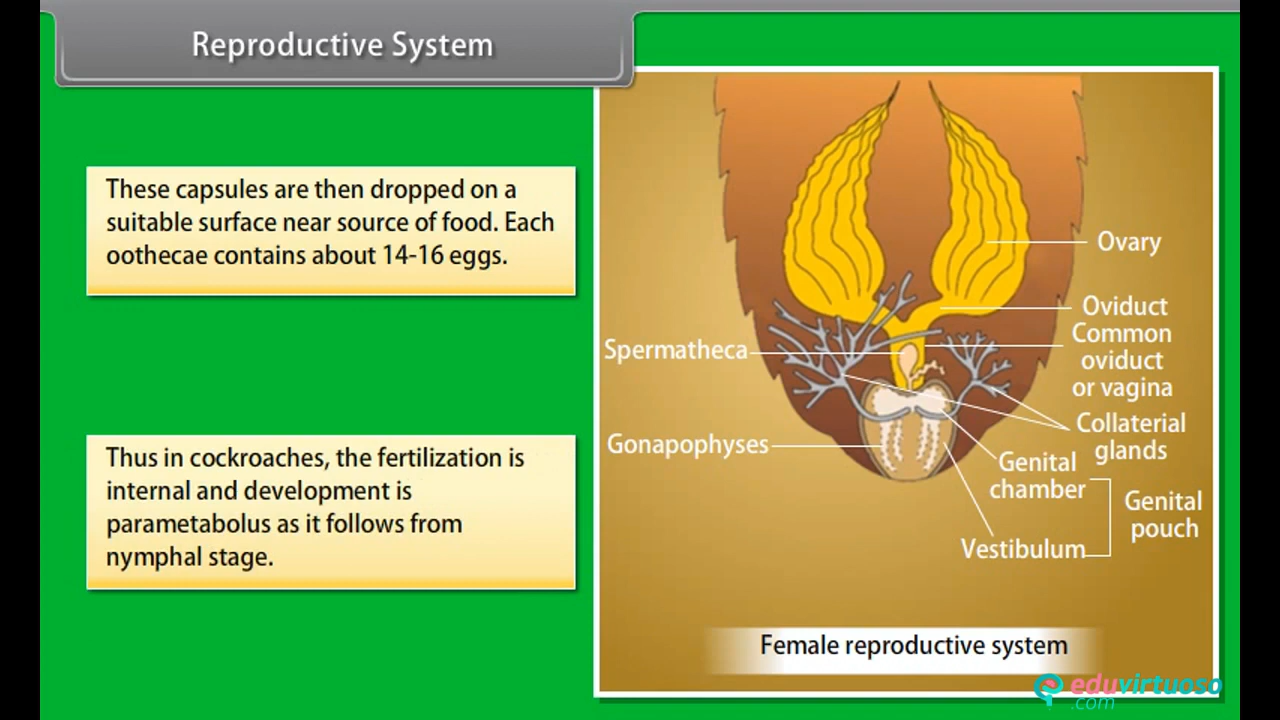 Reproductive System
These capsules are then dropped on a
suitable surface near source of food. Each
oothecae contains about 14-16 eggs.
Thus in cockroaches, the fertilization is
internal and development is
parametabolus as it follows from
nymphal stage.
Ovary
Oviduct
Common
oviduct
or vagina
Spermatheca
Collaterial
glands
Gonapophyses
Genital
chamber
Genital
pouch
Vestibulum
Female reproductive system
eduvirtuoso
.com